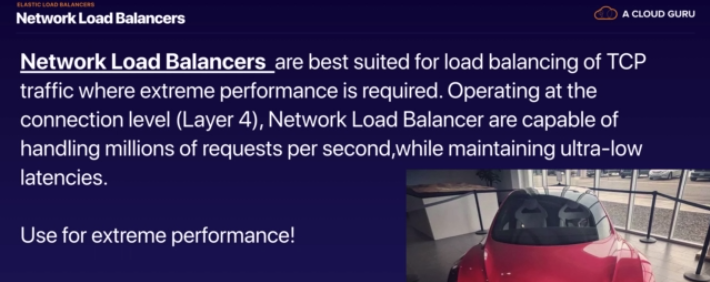 ELASTIC LOAD BALANCERS
Network Load Balancers
A CLOUD GURU
Network Load Balancers are best suited for load balancing of TCP
traffic where extreme performance is required. Operating at the
connection level (Layer 4), Network Load Balancer are capable of
handling millions of requests per second,while maintaining ultra-low
latencies.
Use for extreme performance!